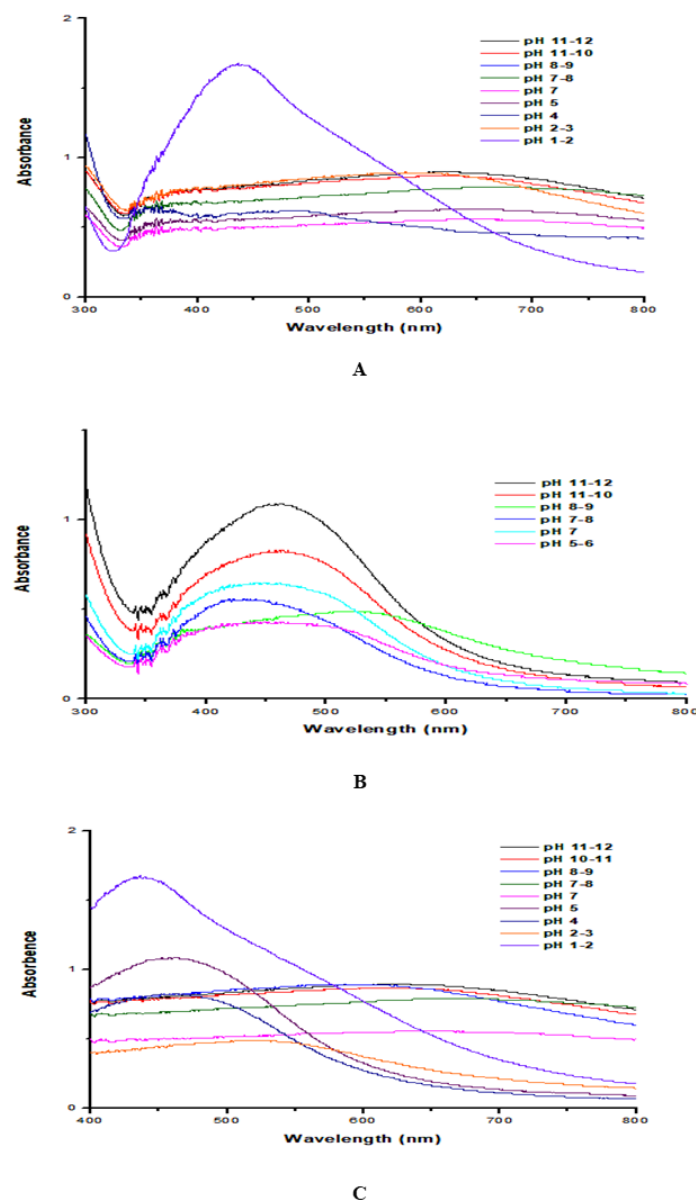 2
pH 11-12
pH 11-10
pH 8-9
pH 7-8
pH 7
pH 5
pH 4
pH 2-3
pH 1-2
Absorbance
1
0
300 400 500 600 700 800
Wavelength (nm)
A
pH 11-12
pH 11-10
pH 8-9
pH 7-8
pH 7
pH 5-6
Absorbance
1
0
300 400 500 600 700 800
Wavelength (nm)
B
2
pH 11-12
pH 10-11
pH 8-9
pH 7-8
pH 7
pH 5
pH 4
pH 2-3
pH 1-2
Absorbence
1
0
400 500 600 700 800
Wavelength (nm)
C